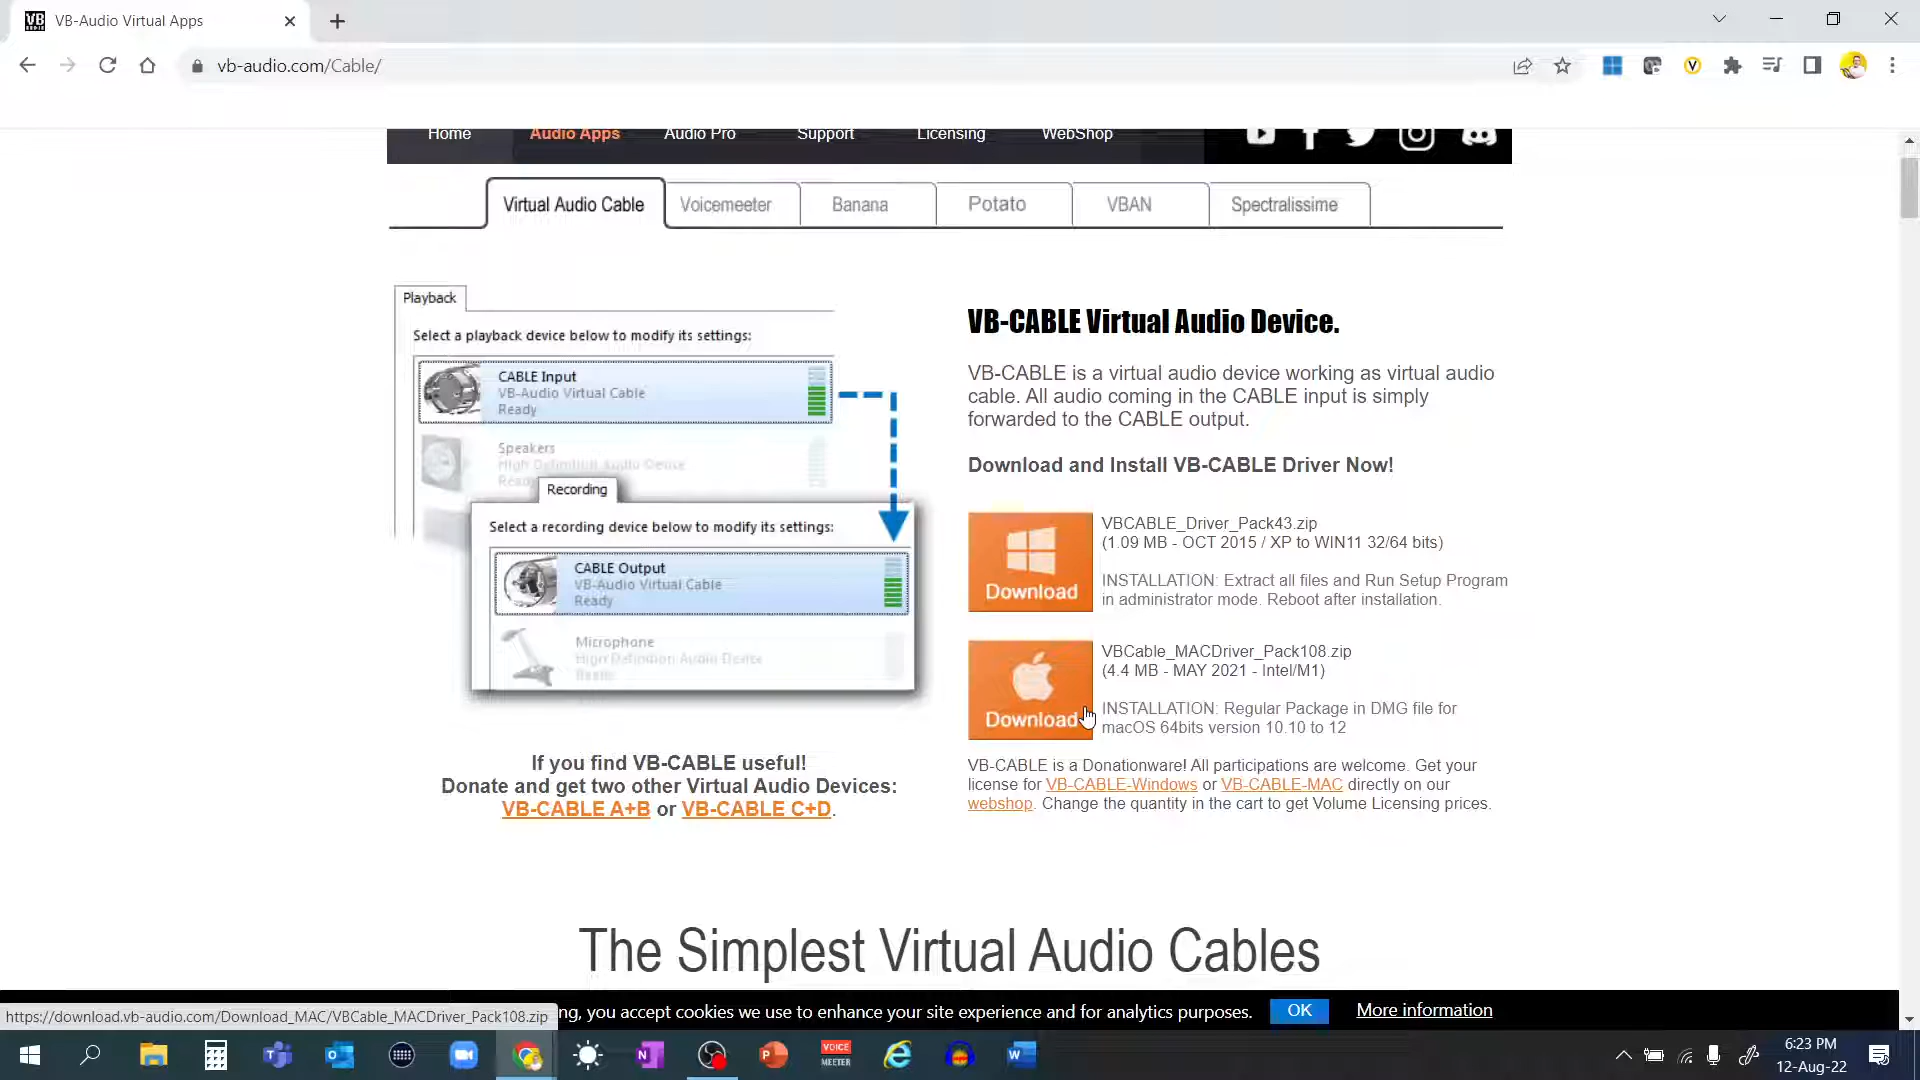 VB-Audio Virtual Apps
vb-audio.com/Cable/
Home Audio Apps Audio Pro Support Licensing WebShop
Virtual Audio Cable Voicemeeter Banana Potato VBAN Spectralissime
Playback
Select a playback device below to modify its settings:
CABLE Input
VB-Audio Virtual Cable
Ready
Speakers
High Definition Audio Device
Recording
Select a recording device below to modify its settings:
CABLE Output
VB-Audio Virtual Cable
Ready
Microphone
High Definition Audio Device
Ready
If you find VB-CABLE useful!
Donate and get two other Virtual Audio Devices:
VB-CABLE A+B or VB-CABLE C+D.
VB-CABLE Virtual Audio Device.
VB-CABLE is a virtual audio device working as virtual audio
cable. All audio coming in the CABLE input is simply
forwarded to the CABLE output.
Download and Install VB-CABLE Driver Now!
Download
VBCABLE_Driver_Pack43.zip
(1.09 MB - OCT 2015 / XP to WIN11 32/64 bits)
INSTALLATION: Extract all files and Run Setup Program
in administrator mode. Reboot after installation.
Download
VBCable_MACDriver_Pack108.zip
(4.4 MB - MAY 2021 - Intel/M1)
INSTALLATION: Regular Package in DMG file for
macOS 64bits version 10.10 to 12
VB-CABLE is a Donationware! All participations are welcome. Get your
license for VB-CABLE-Windows or VB-CABLE-MAC directly on our
webshop. Change the quantity in the cart to get Volume Licensing prices.
The Simplest Virtual Audio Cables
https://download.vb-audio.com/Download_MAC/VBCable_MACDriver_Pack108.zip
ng, you accept cookies we use to enhance your site experience and for analytics purposes. OK More information
VOICE
MEETER
6:23 PM
12-Aug-22